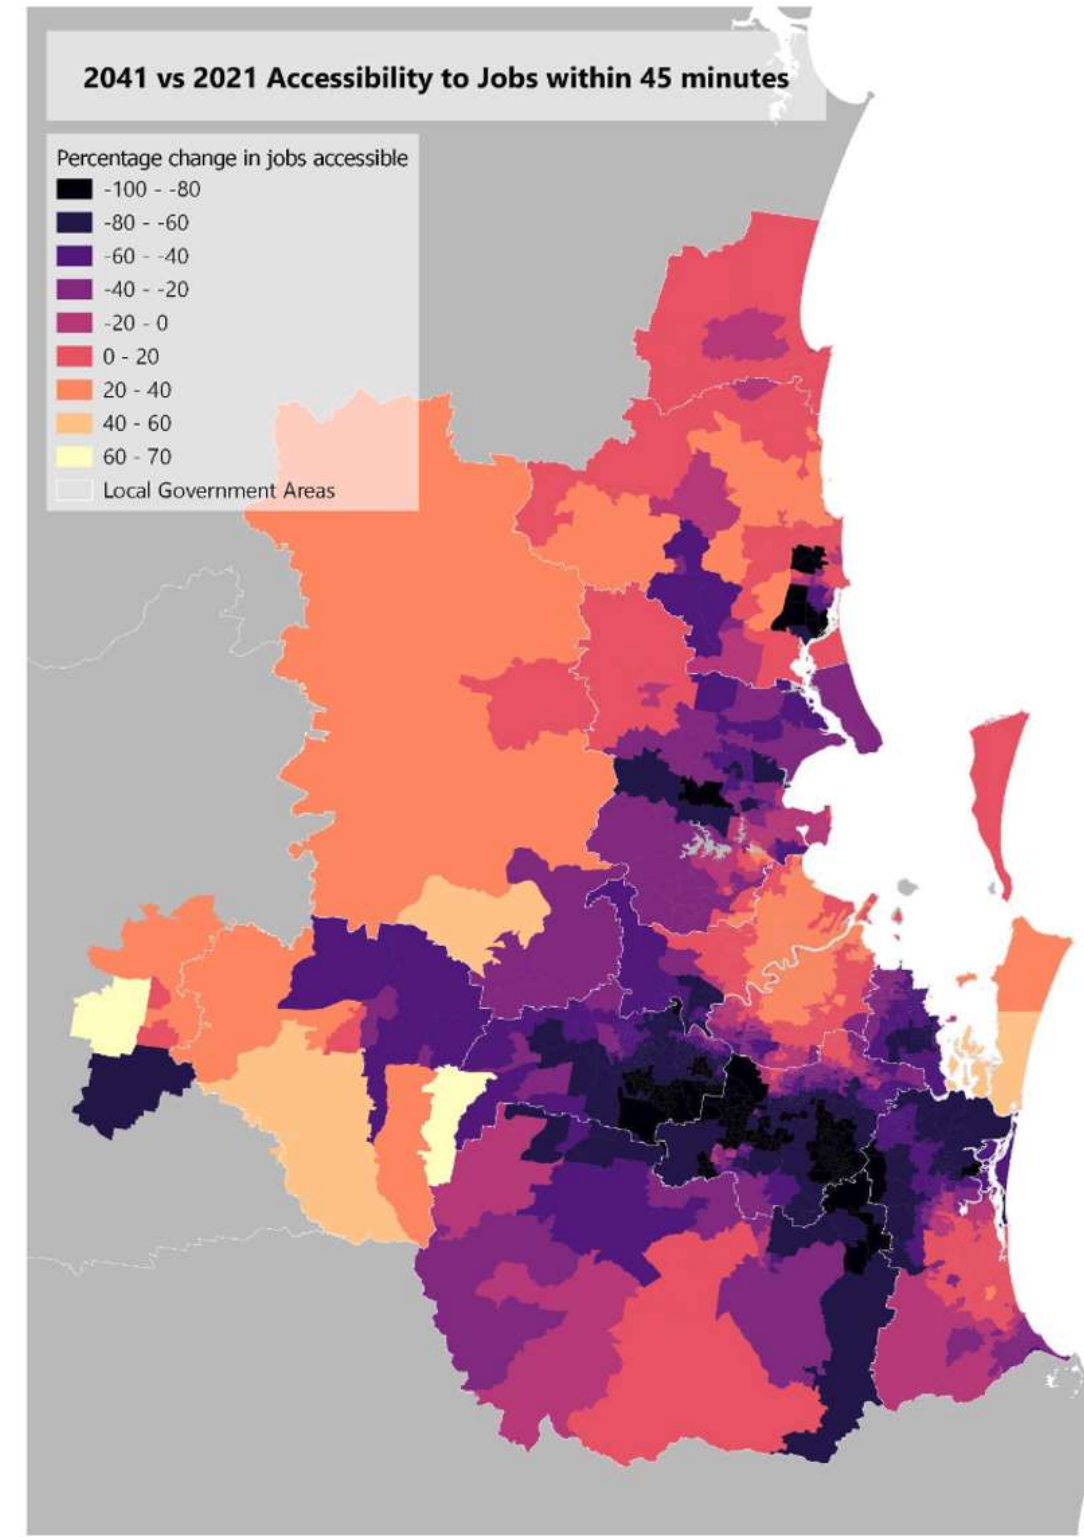 2041 vs 2021 Accessibility to Jobs within 45 minutes
Percentage change in jobs accessible
-100 - -80
-80 - -60
-60 - -40
-40 - -20
-20 - 0
0 - 20
20 - 40
40 - 60
60 - 70
Local Government Areas